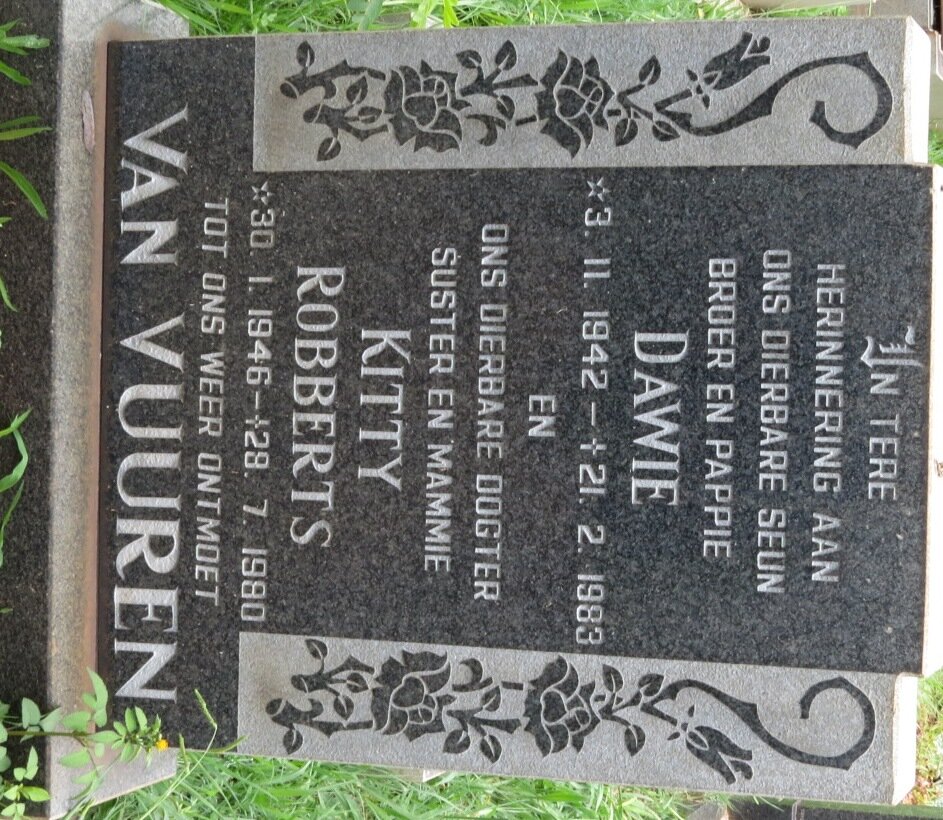 IN TERE
HERINNERING AAN
ONS DIERBARE SEUN
BROER EN PAPPIE
DAWIE
☆3. 11. 1942 – +21. 2. 1983
EN
ONS DIERBARE DOGTER
SUSTER EN MAMMIE
KITTY
ROBBERTS
☆30. 1. 1946 – +28. 7. 1980
TOT ONS WEER ONTMOET
VAN VUUREN